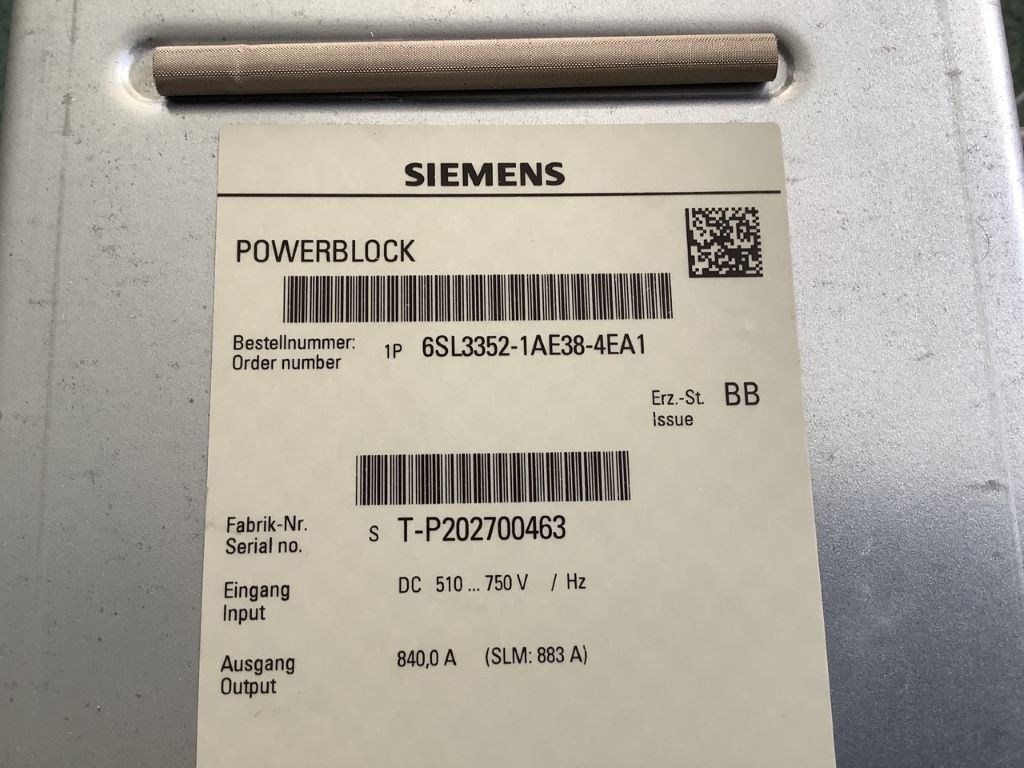 SIEMENS
POWERBLOCK
Bestellnummer:
Order number
1P 6SL3352-1AE38-4EA1
Erz.-St. BB
Issue
Fabrik-Nr.
Serial no.
S T-P202700463
Eingang
Input
DC 510 ... 750 V / Hz
Ausgang
Output
840,0 A (SLM: 883 A)